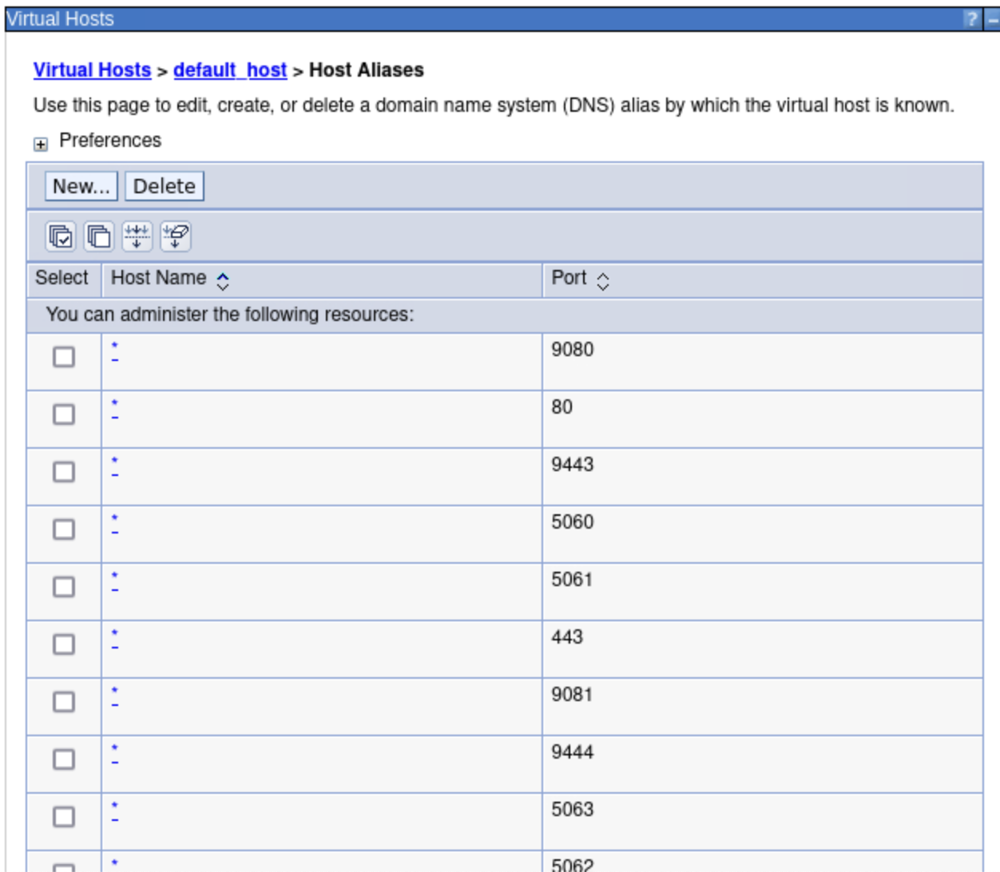 Virtual Hosts ? –
Virtual Hosts > default_host > Host Aliases
Use this page to edit, create, or delete a domain name system (DNS) alias by which the virtual host is known.
Preferences
New... Delete
Select Host Name Port
You can administer the following resources:
* 9080
* 80
* 9443
* 5060
* 5061
* 443
* 9081
* 9444
* 5063
* 5062